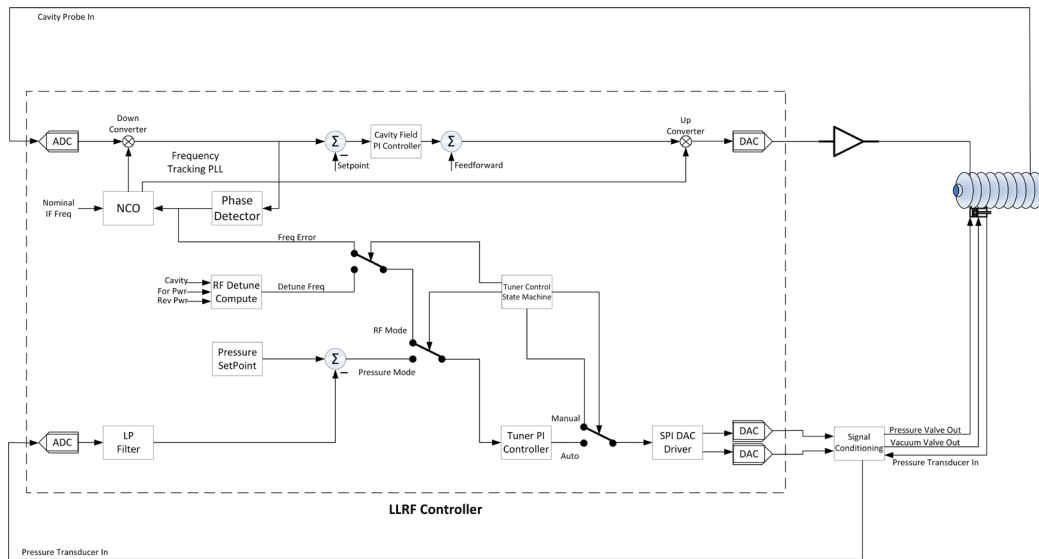 Cavity Probe In
Down
Converter
Up
Converter
ADC
Σ
Cavity Field
PI Controller
Σ
DAC
Setpoint
Feedforward
Frequency
Tracking PLL
Nominal
IF Freq
NCO
Phase
Detector
Freq Error
Cavity
For Pwr
Rev Pwr
RF Detune
Compute
Detune Freq
Tuner Control
State Machine
RF Mode
Pressure
SetPoint
Σ
Pressure Mode
Manual
ADC
LP
Filter
Tuner PI
Controller
Auto
SPI DAC
Driver
DAC
DAC
Signal
Conditioning
Pressure Valve Out
Vacuum Valve Out
Pressure Transducer In
LLRF Controller
Pressure Transducer In